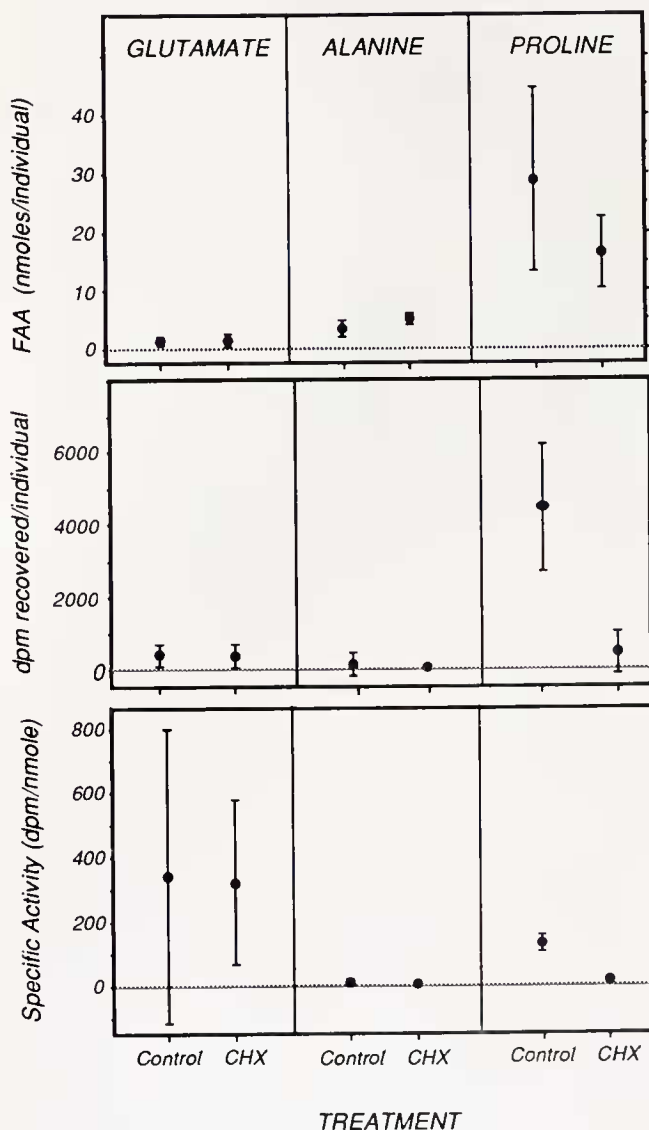 GLUTAMATE ALANINE PROLINE
FAA (nmoles/individual)
40
30
20
10
0
dpm recovered/individual
6000
4000
2000
0
Specific Activity (dpm/nmole)
800
600
400
200
0
Control CHX Control CHX Control CHX
TREATMENT